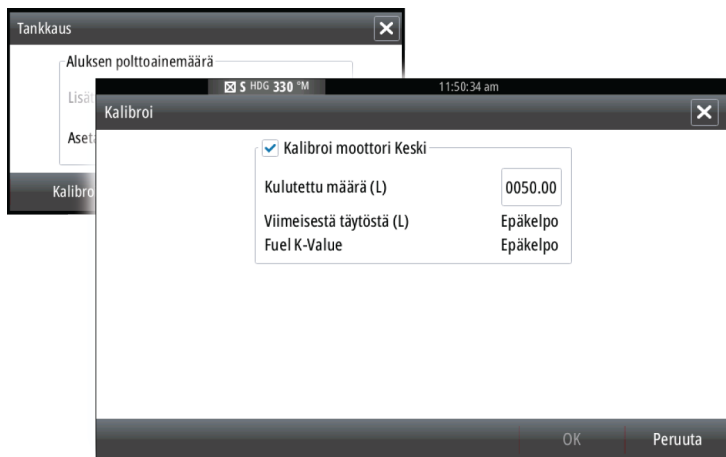 Tankkaus
Aluksen polttoainemäärä
S HDG 330 °M
11:50:34 am
Kalibroi
Kalibroi moottori Keski
Kulutettu määrä (L) 0050.00
Viimeisestä täytöstä (L) Epäkelpo
Fuel K-Value Epäkelpo
OK Peruuta